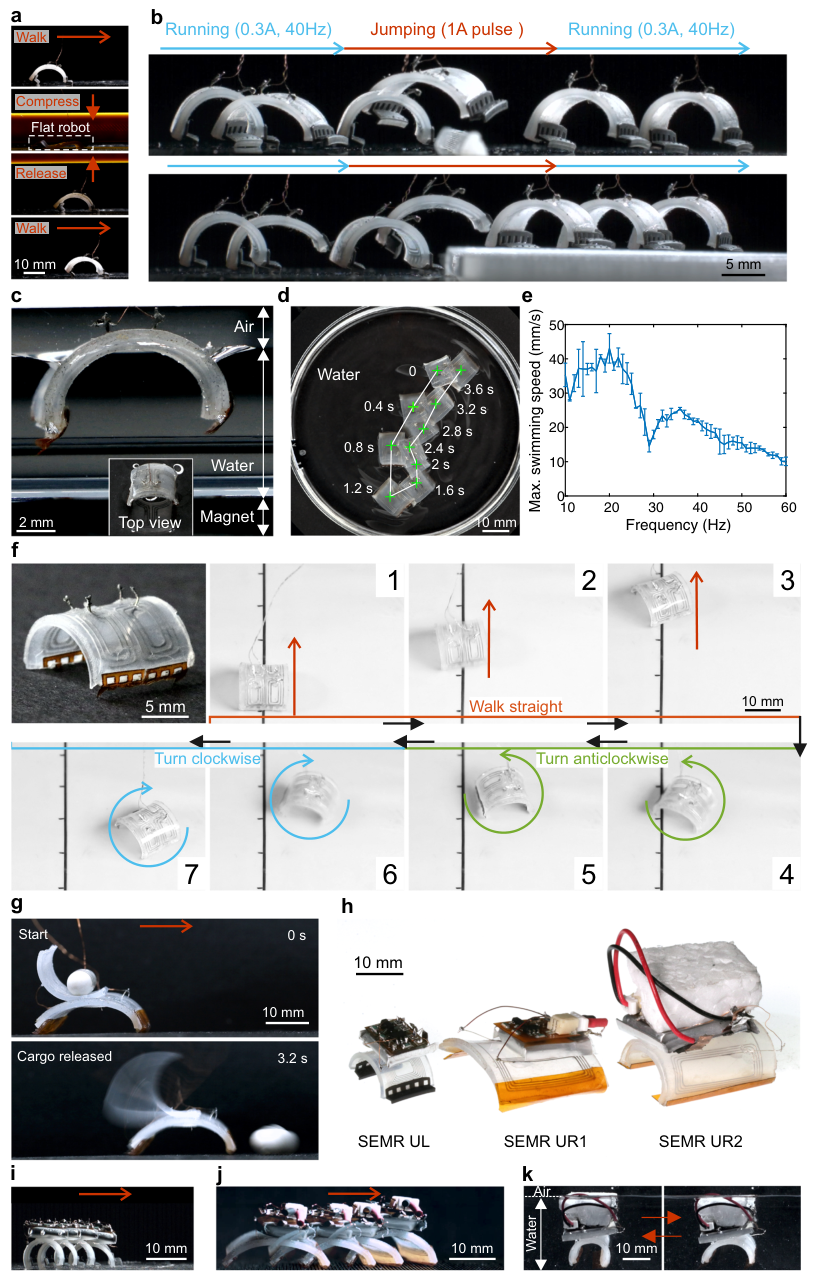 a
Walk
Compress
Flat robot
Release
Walk
10 mm
b
Running (0.3A, 40Hz)
Jumping (1A pulse )
Running (0.3A, 40Hz)
5 mm
c
Air
Water
Magnet
Top view
2 mm
d
Water
0
0.4 s
0.8 s
1.2 s
1.6 s
2 s
2.4 s
2.8 s
3.2 s
3.6 s
10 mm
e
Max. swimming speed (mm/s)
50
40
30
20
10
0
10
20
30
40
50
60
Frequency (Hz)
f
5 mm
1
2
3
Walk straight
10 mm
Turn clockwise
Turn anticlockwise
7
6
5
4
g
Start
0 s
10 mm
Cargo released
3.2 s
h
10 mm
SEMR UL
SEMR UR1
SEMR UR2
i
10 mm
j
10 mm
k
Air
Water
10 mm